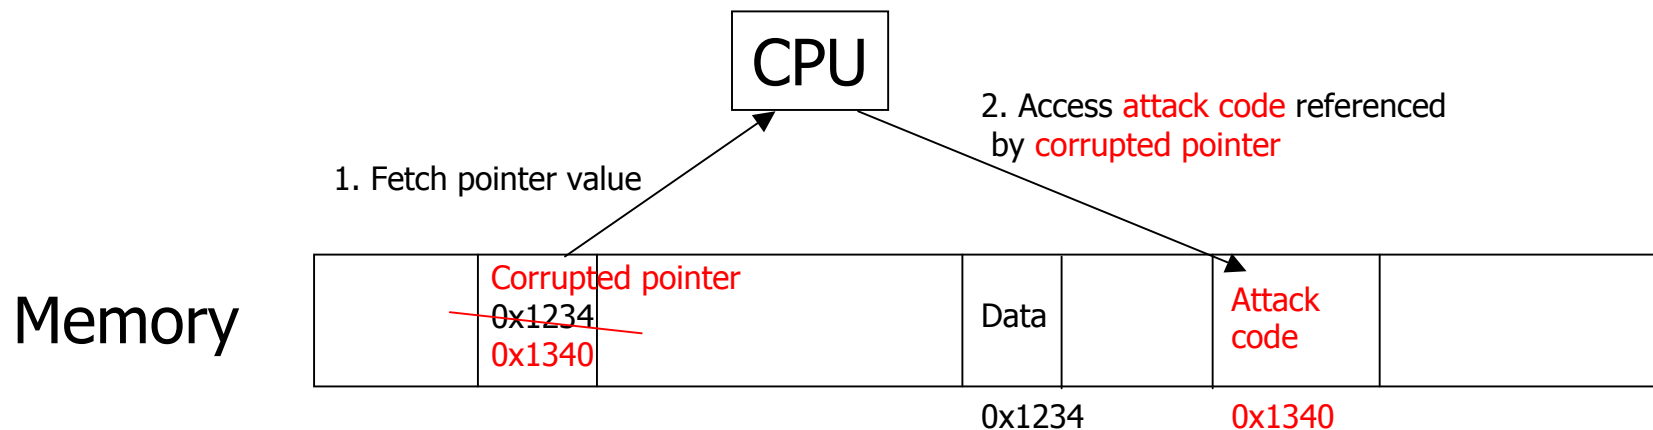 CPU
2. Access attack code referenced
by corrupted pointer
1. Fetch pointer value
Memory
Corrupted pointer
0x1234
0x1340
Data
Attack
code
0x1234
0x1340